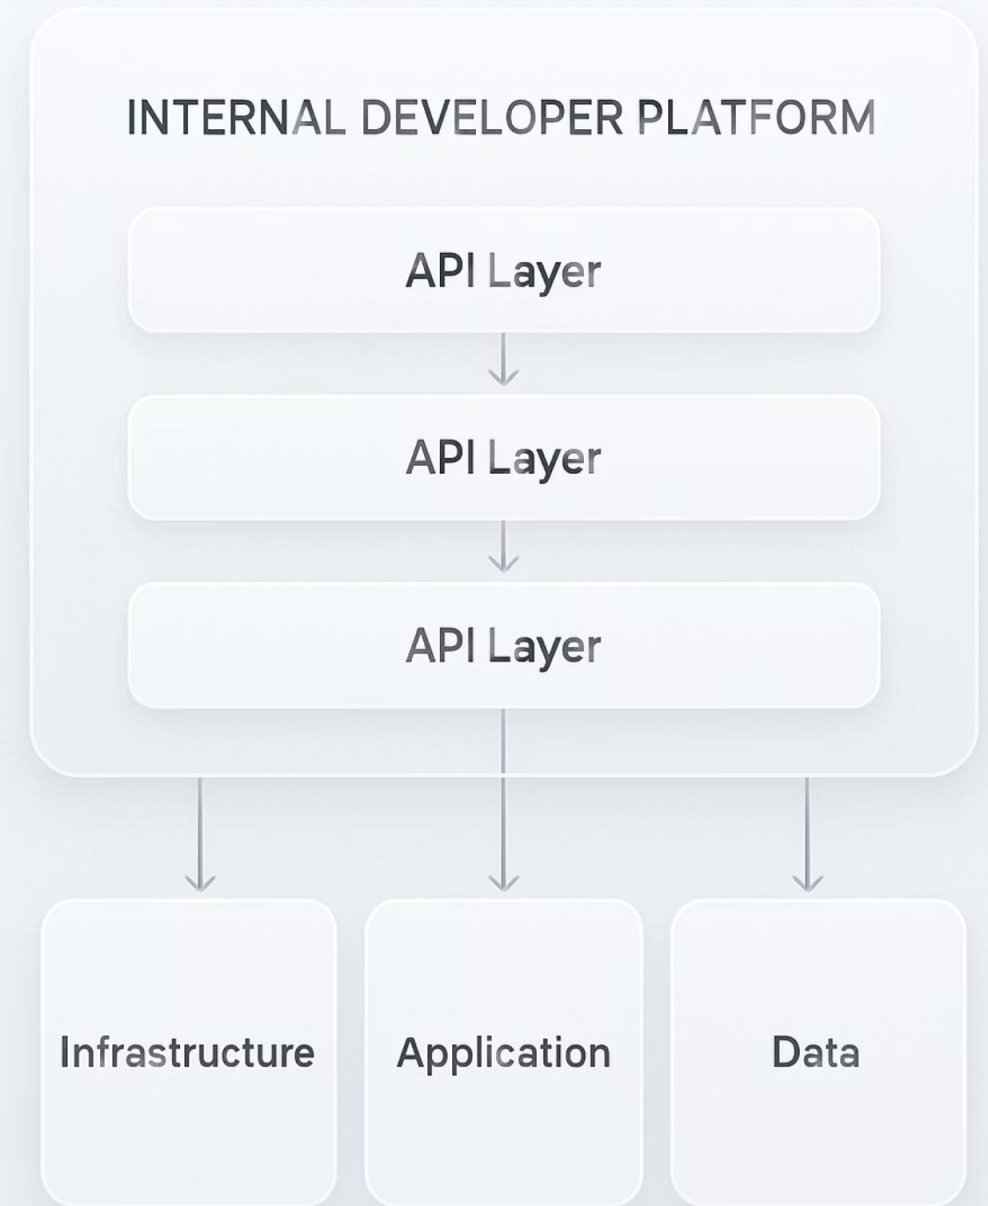 INTERNAL DEVELOPER PLATFORM
API Layer
API Layer
API Layer
Infrastructure
Application
Data